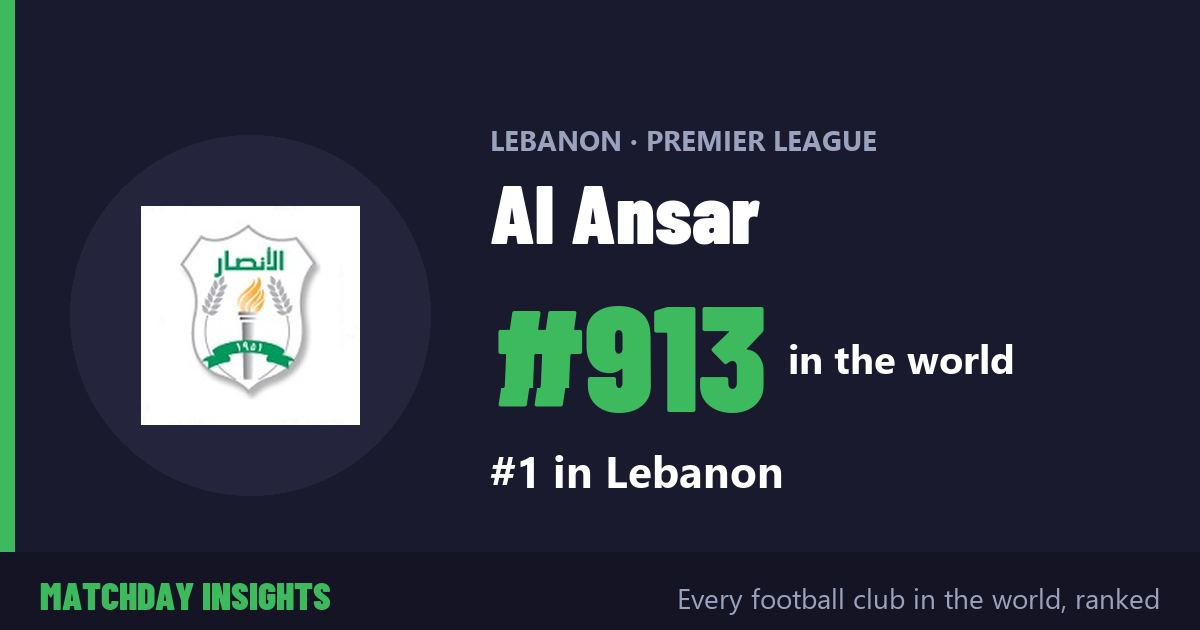 LEBANON · PREMIER LEAGUE
Al Ansar
الأنصار
#913 in the world
١٩٥١
#1 in Lebanon
MATCHDAY INSIGHTS
Every football club in the world, ranked